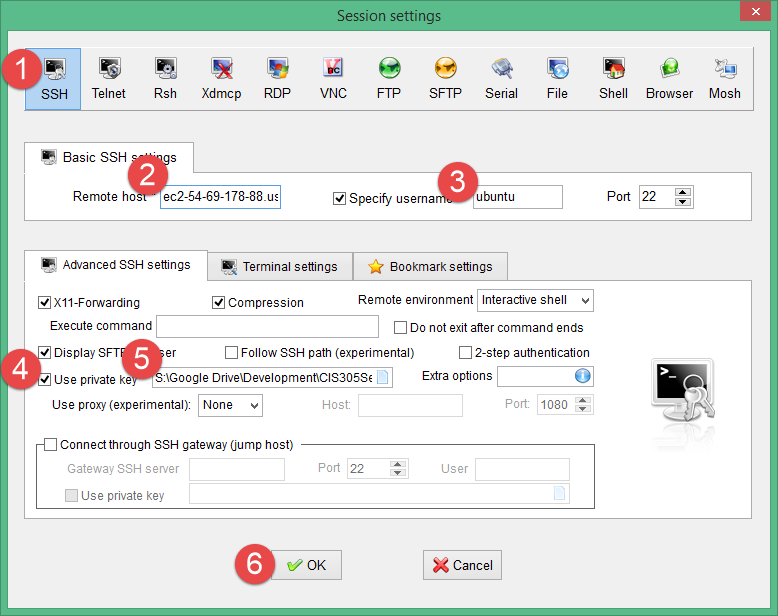 Session settings
1
SSH Telnet Rsh Xdmcp RDP VNC FTP SFTP Serial File Shell Browser Mosh
Basic SSH settings
2 3
Remote host ec2-54-69-178-88.us Specify username ubuntu Port 22
Advanced SSH settings Terminal settings Bookmark settings
X11-Forwarding Compression Remote environment Interactive shell
Execute command Do not exit after command ends
Display SFTP Follow SSH path (experimental) 2-step authentication
4 5
Use private key S:\Google Drive\Development\CIS305Se Extra options
Use proxy (experimental): None Host: Port: 1080
Connect through SSH gateway (jump host)
Gateway SSH server Port 22 User
Use private key
6 OK Cancel